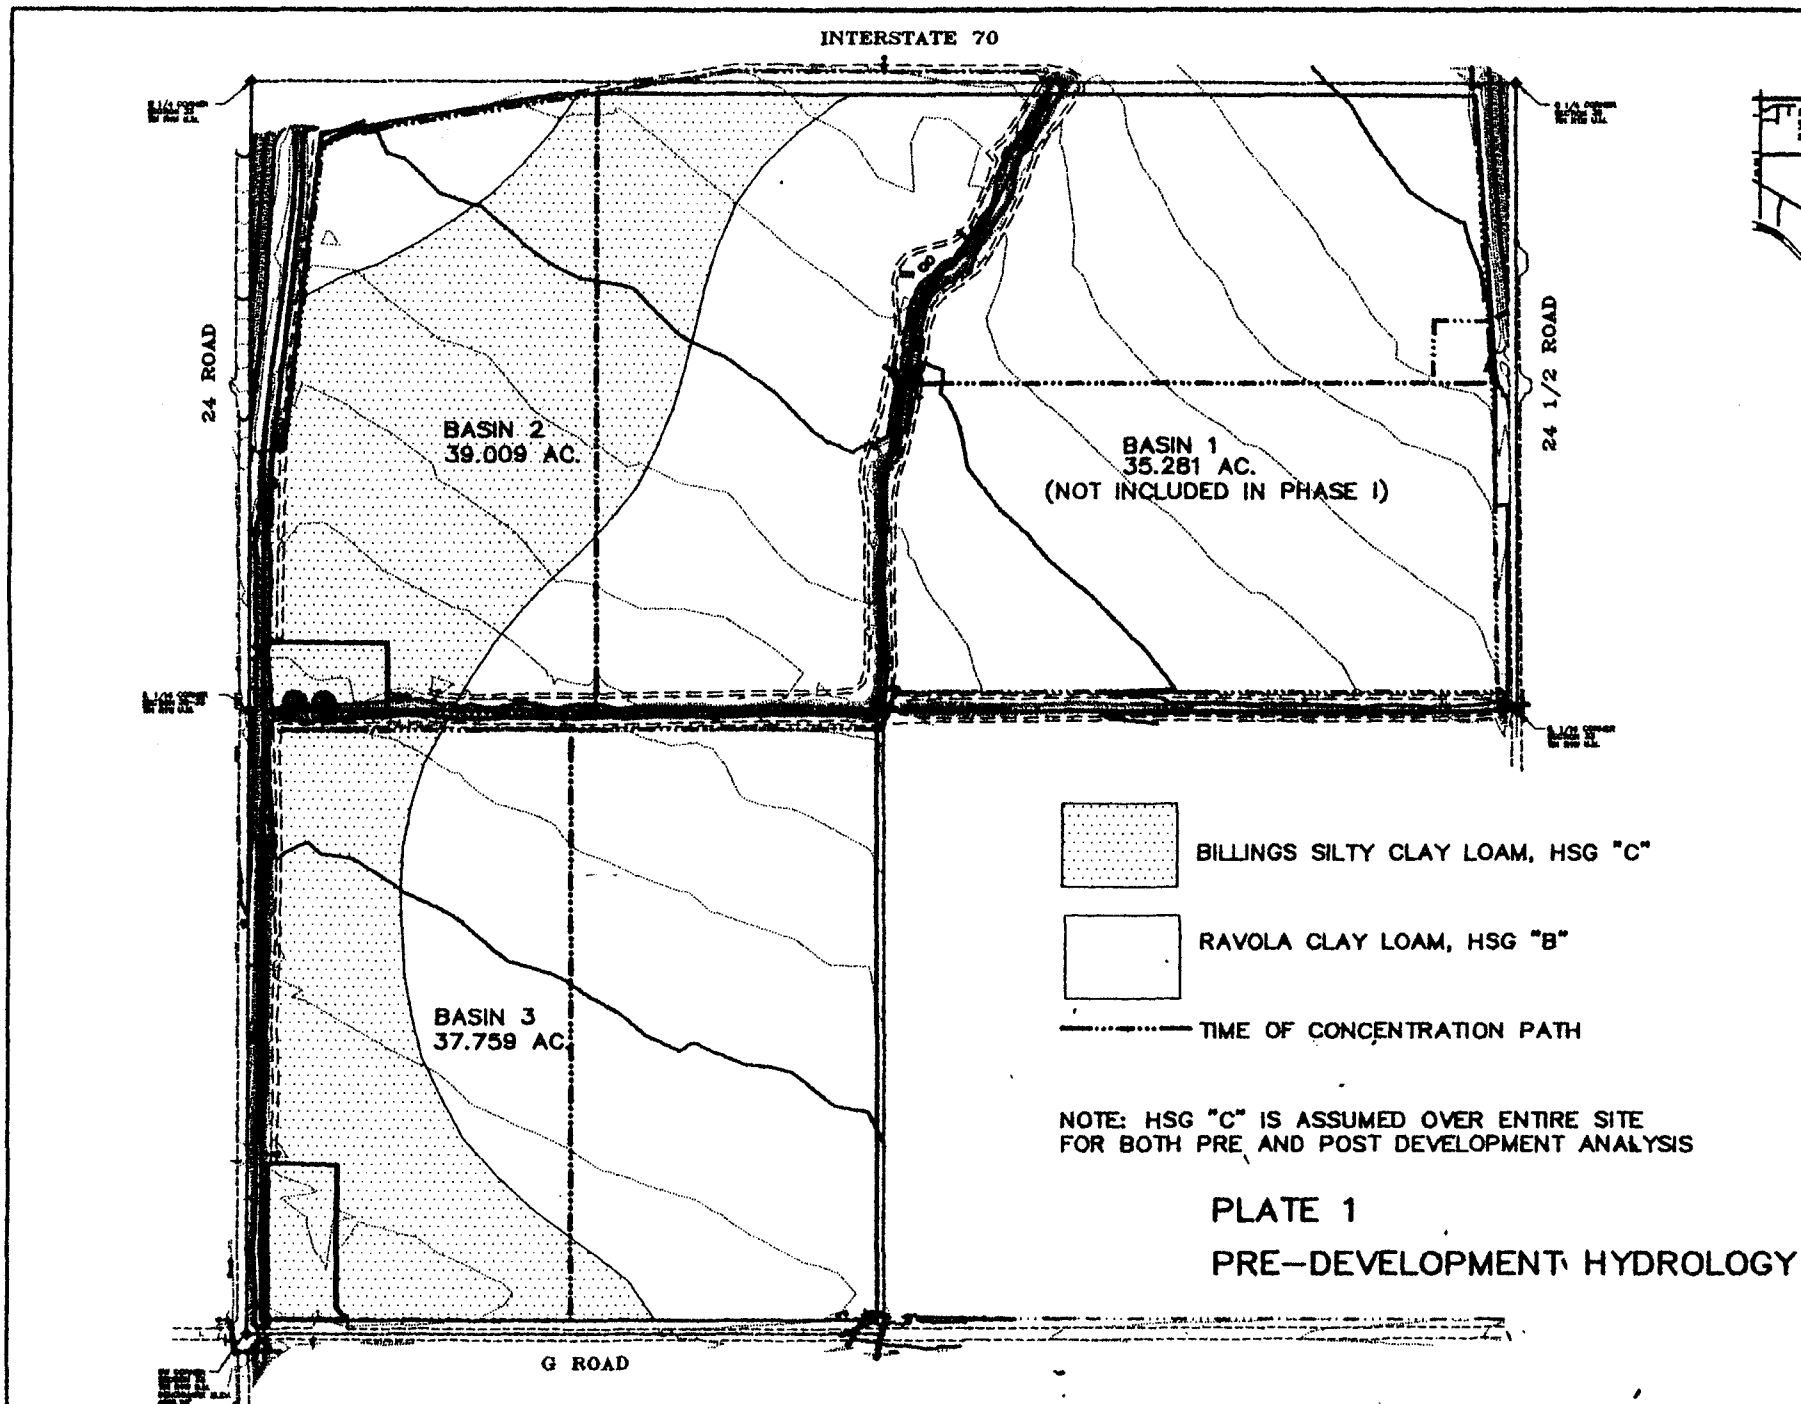 INTERSTATE 70
24 ROAD
24 1/2 ROAD
BASIN 2
39.009 AC.
BASIN 1
35.281 AC.
(NOT INCLUDED IN PHASE I)
BASIN 3
37.759 AC.
BILLINGS SILTY CLAY LOAM, HSG "C"
RAVOLA CLAY LOAM, HSG "B"
TIME OF CONCENTRATION PATH
NOTE: HSG "C" IS ASSUMED OVER ENTIRE SITE
FOR BOTH PRE AND POST DEVELOPMENT ANALYSIS
PLATE 1
PRE-DEVELOPMENT HYDROLOGY
G ROAD